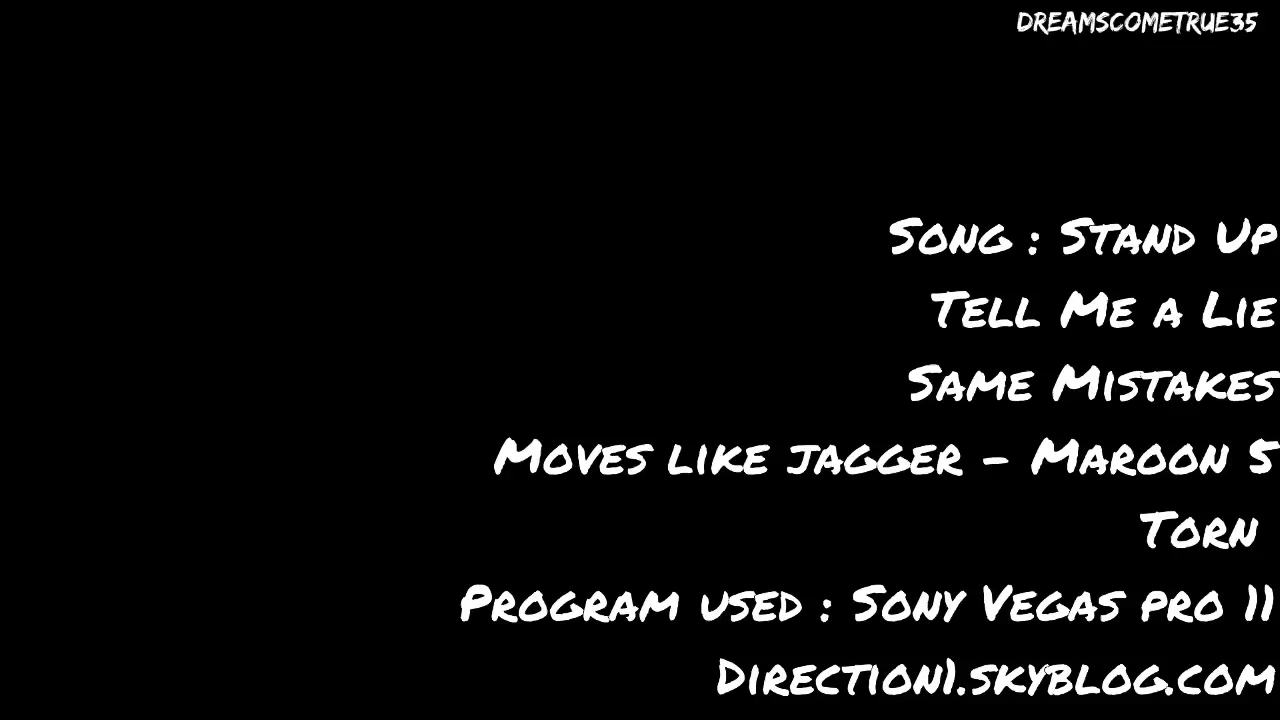 DREAMSCOMETRUE35
Song : Stand Up
Tell Me a Lie
Same Mistakes
Moves like jagger - Maroon 5
Torn
Program used : Sony Vegas pro 11
Direction1.skyblog.com